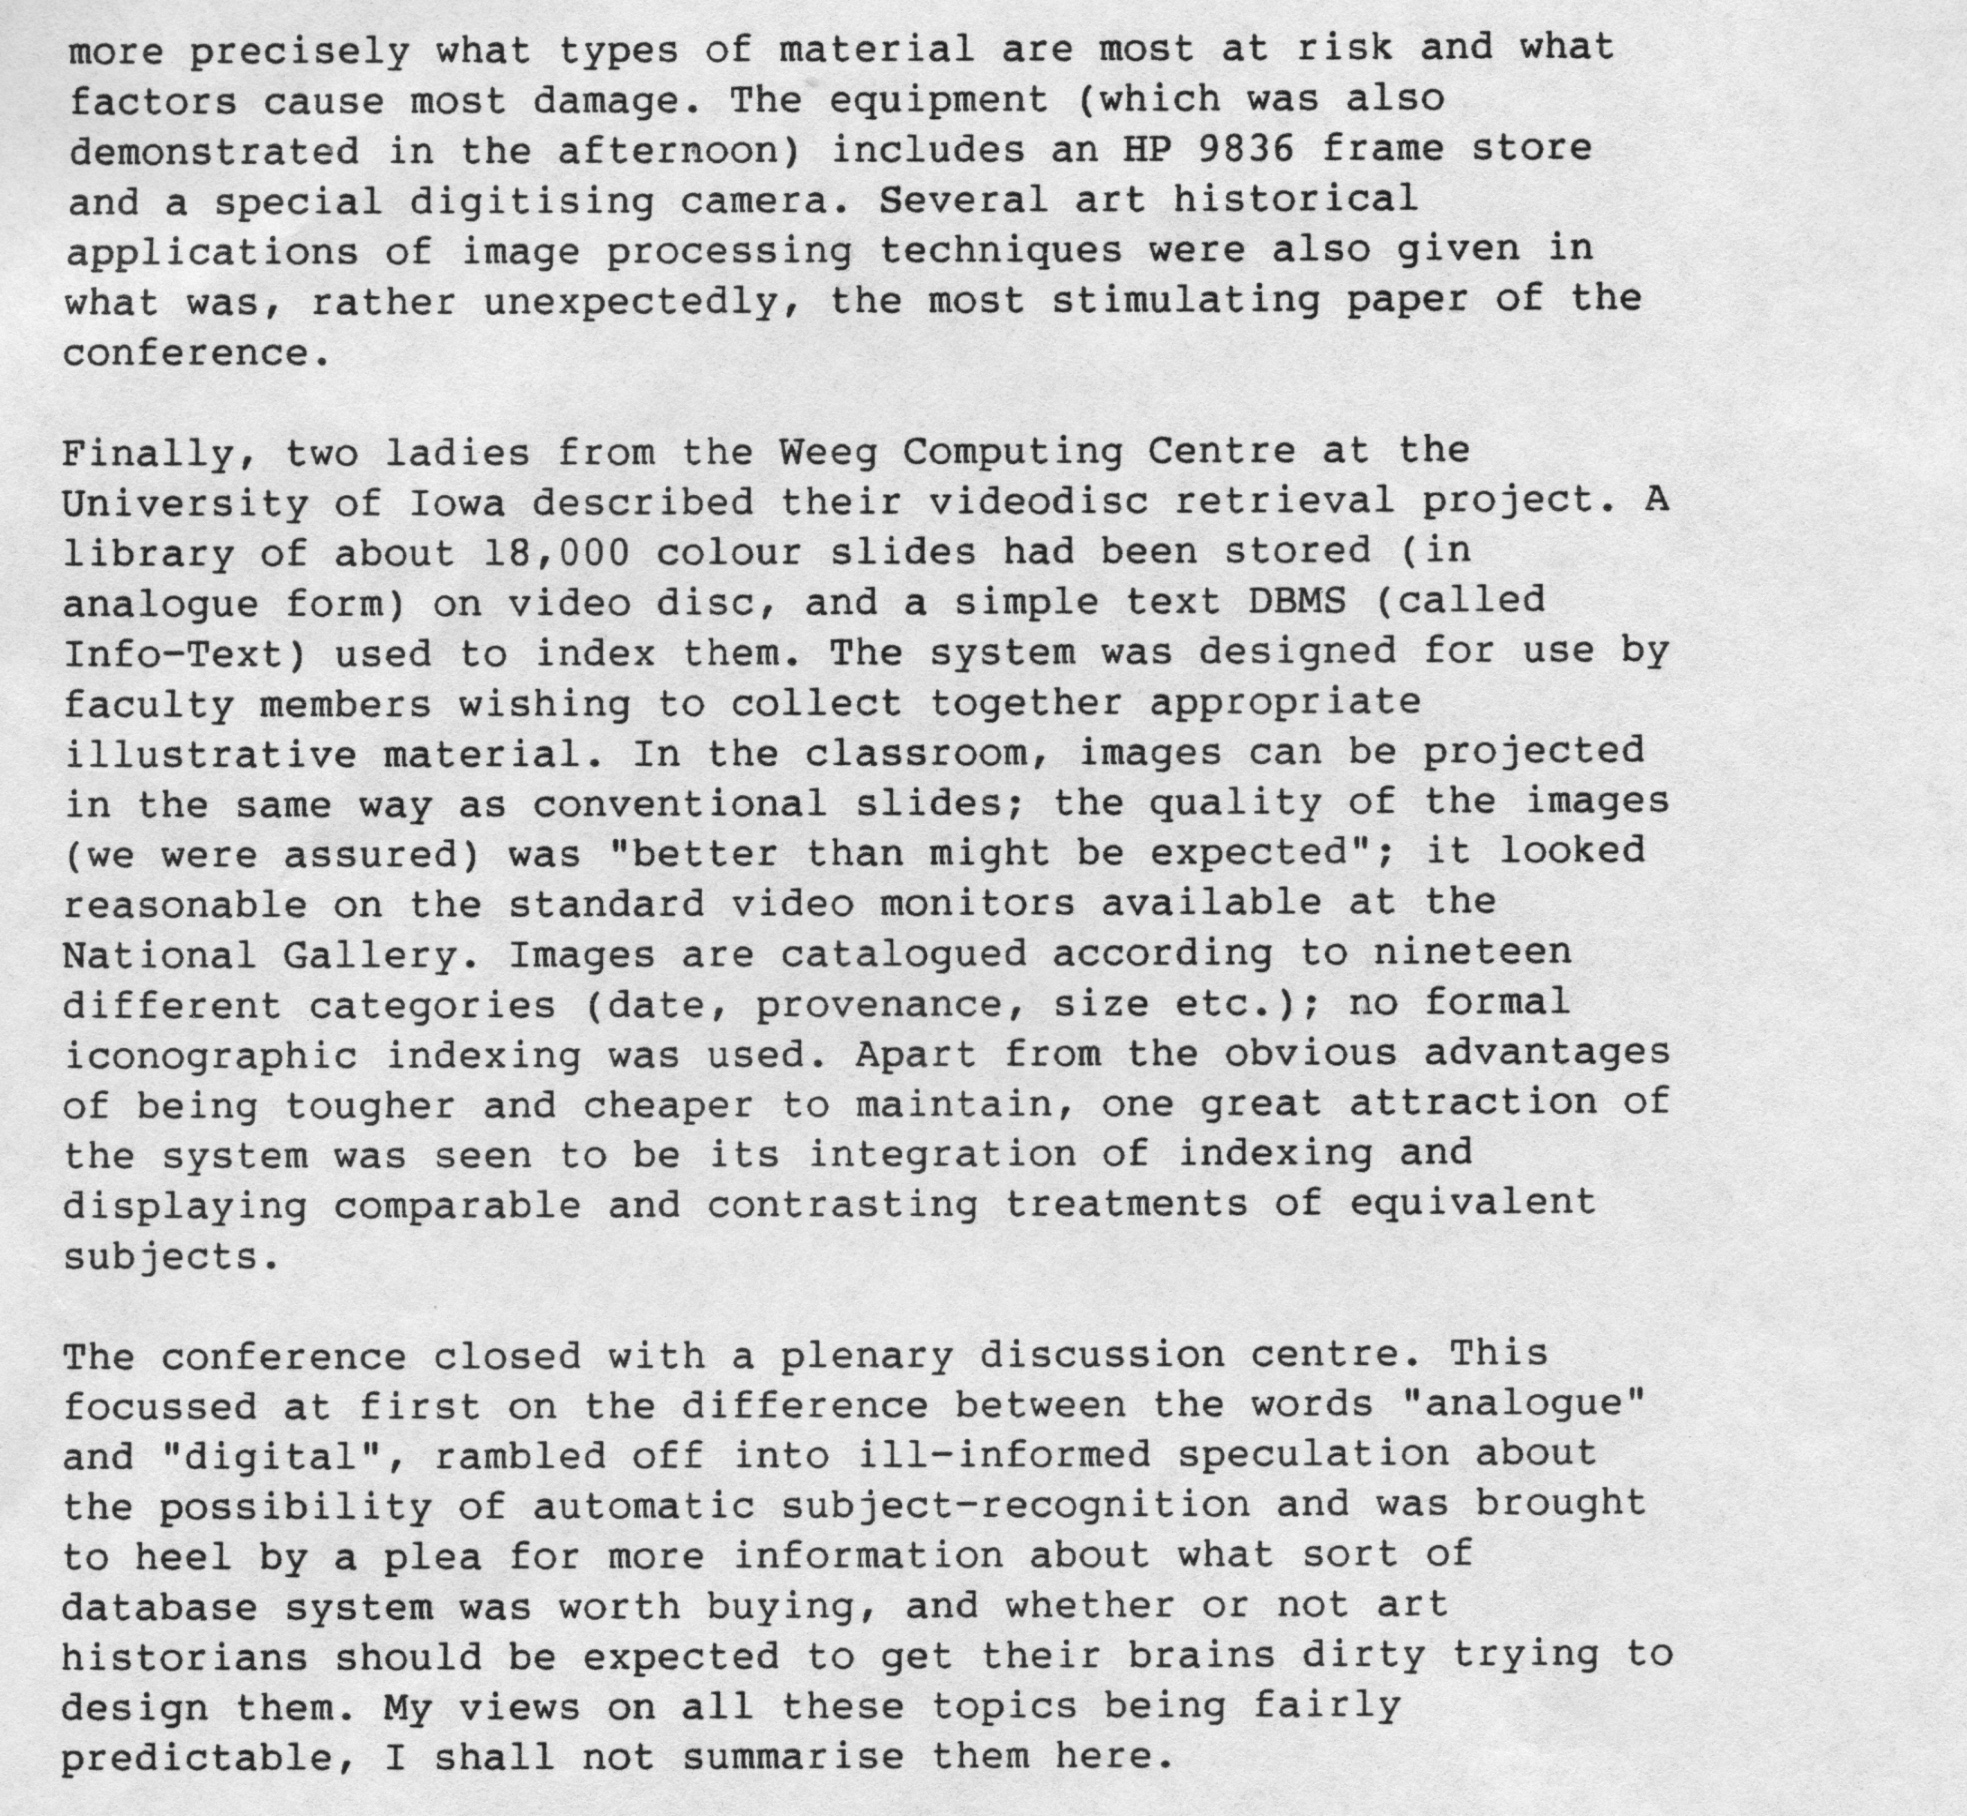 more precisely what types of material are most at risk and what
factors cause most damage. The equipment (which was also
demonstrated in the afternoon) includes an HP 9836 frame store
and a special digitising camera. Several art historical
applications of image processing techniques were also given in
what was, rather unexpectedly, the most stimulating paper of the
conference.

Finally, two ladies from the Weeg Computing Centre at the
University of Iowa described their videodisc retrieval project. A
library of about 18,000 colour slides had been stored (in
analogue form) on video disc, and a simple text DBMS (called
Info-Text) used to index them. The system was designed for use by
faculty members wishing to collect together appropriate
illustrative material. In the classroom, images can be projected
in the same way as conventional slides; the quality of the images
(we were assured) was "better than might be expected"; it looked
reasonable on the standard video monitors available at the
National Gallery. Images are catalogued according to nineteen
different categories (date, provenance, size etc.); no formal
iconographic indexing was used. Apart from the obvious advantages
of being tougher and cheaper to maintain, one great attraction of
the system was seen to be its integration of indexing and
displaying comparable and contrasting treatments of equivalent
subjects.

The conference closed with a plenary discussion centre. This
focussed at first on the difference between the words "analogue"
and "digital", rambled off into ill-informed speculation about
the possibility of automatic subject-recognition and was brought
to heel by a plea for more information about what sort of
database system was worth buying, and whether or not art
historians should be expected to get their brains dirty trying to
design them. My views on all these topics being fairly
predictable, I shall not summarise them here.